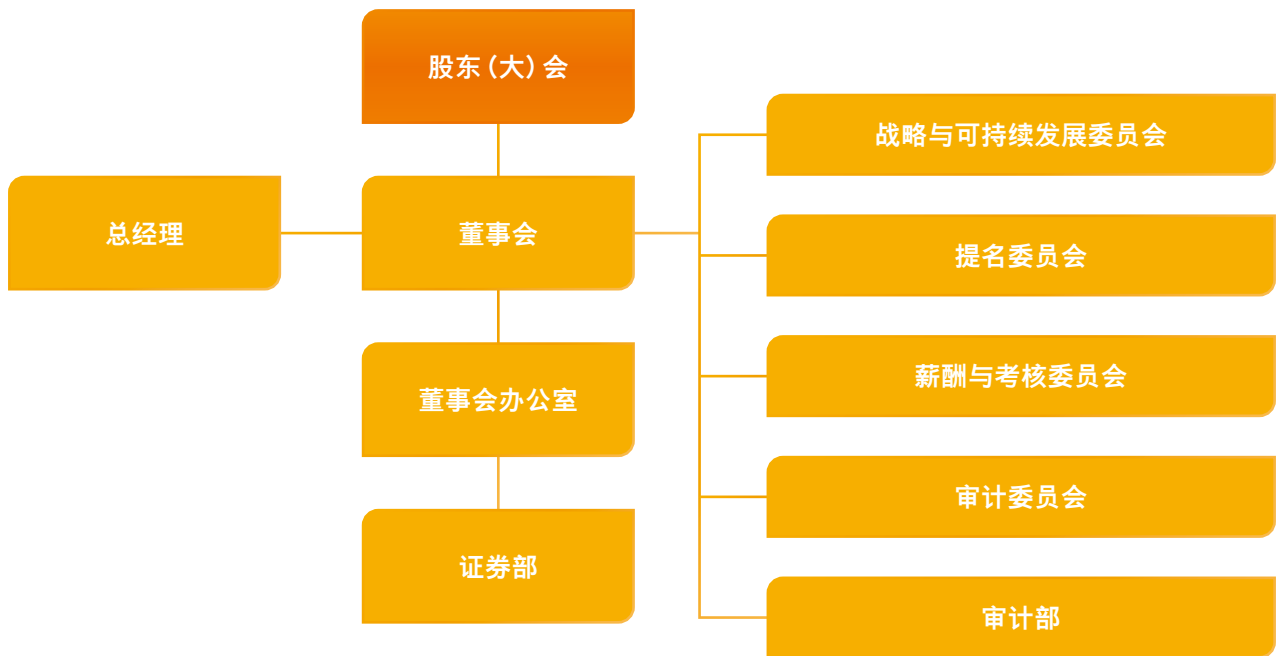 股东（大）会
总经理
董事会
董事会办公室
证券部
战略与可持续发展委员会
提名委员会
薪酬与考核委员会
审计委员会
审计部